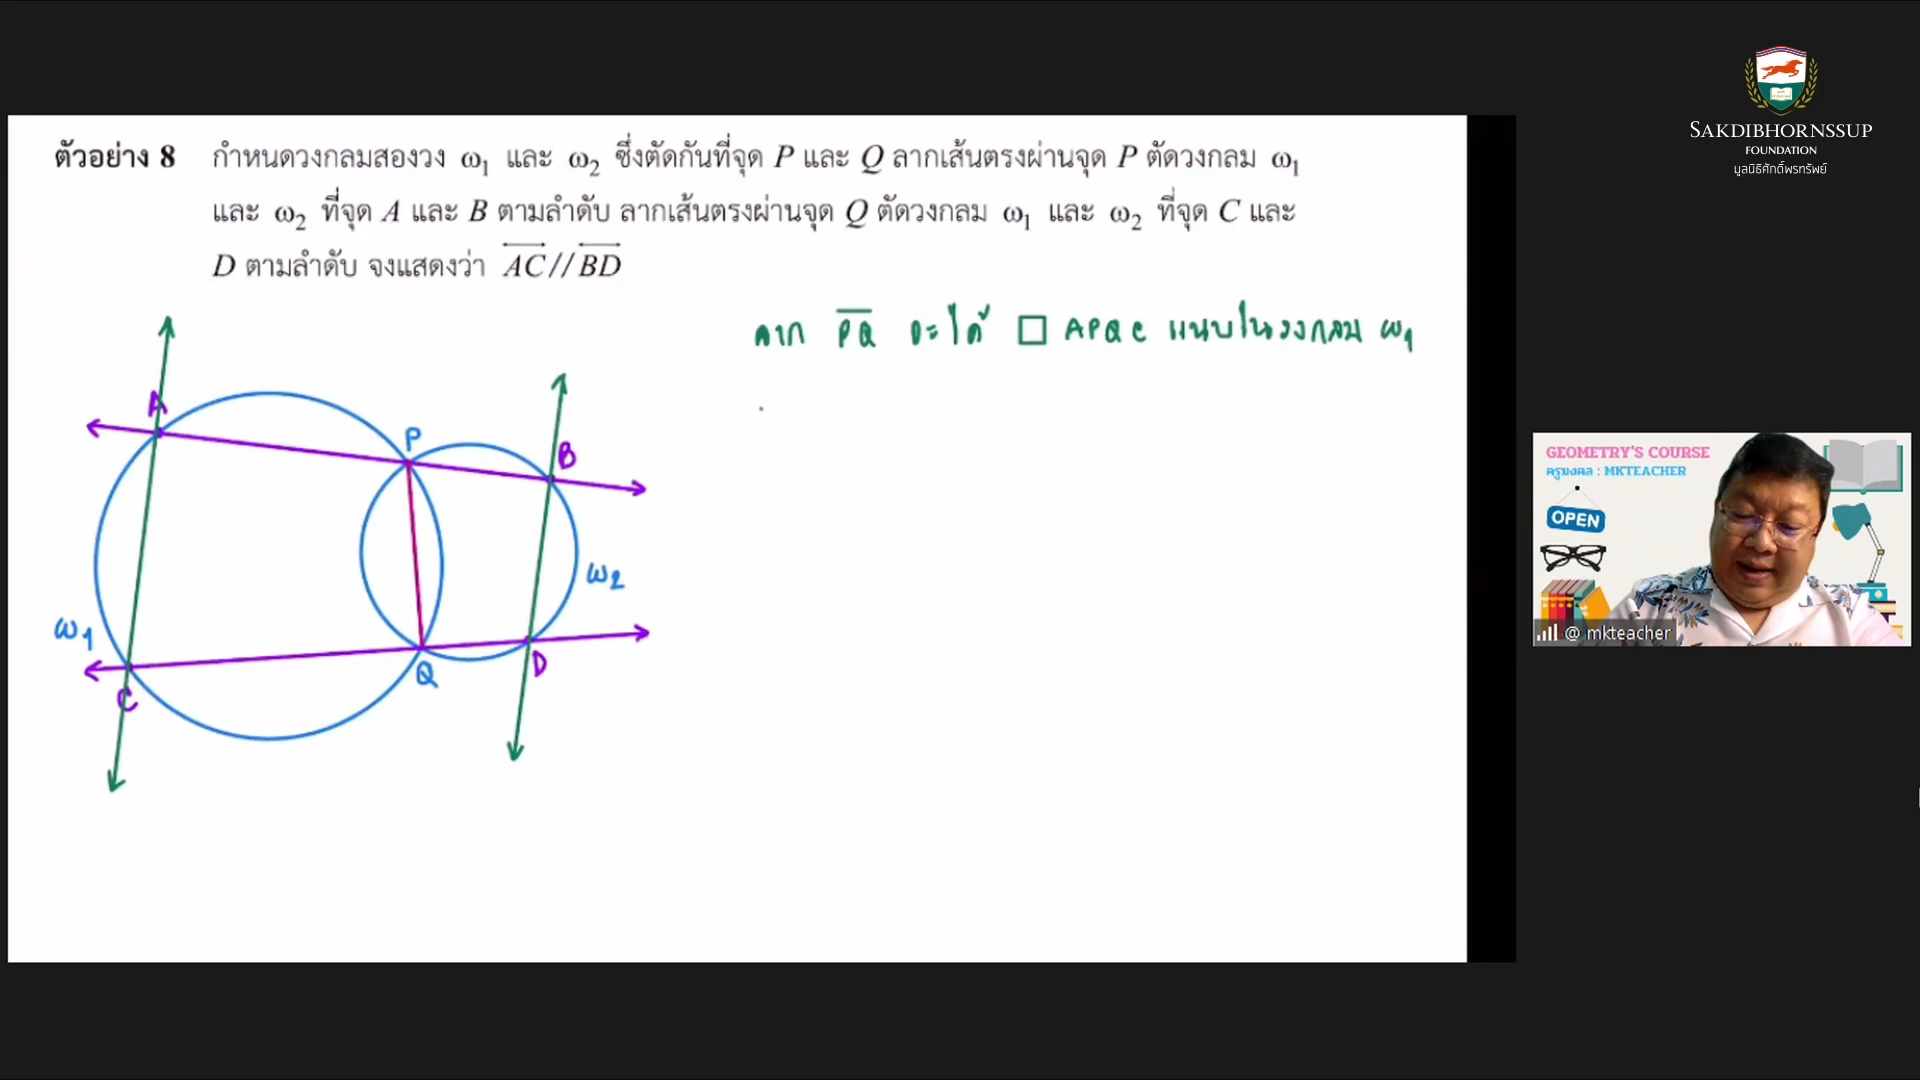 SAKDIBHORNSSUP
FOUNDATION
มูลนิธิศักดิ์พรทรัพย์
ตัวอย่าง 8 กำหนดวงกลมสองวง ω₁ และ ω₂ ซึ่งตัดกันที่จุด P และ Q ลากเส้นตรงผ่านจุด P ตัดวงกลม ω₁
และ ω₂ ที่จุด A และ B ตามลำดับ ลากเส้นตรงผ่านจุด Q ตัดวงกลม ω₁ และ ω₂ ที่จุด C และ
D ตามลำดับ จงแสดงว่า AC//BD
ลาก PQ จะได้ □ APQC แนบในวงกลม ω₁
A
P
B
ω₂
ω₁
C
Q
D
GEOMETRY'S COURSE
ครูมงคล : MKTEACHER
OPEN
@ mkteacher